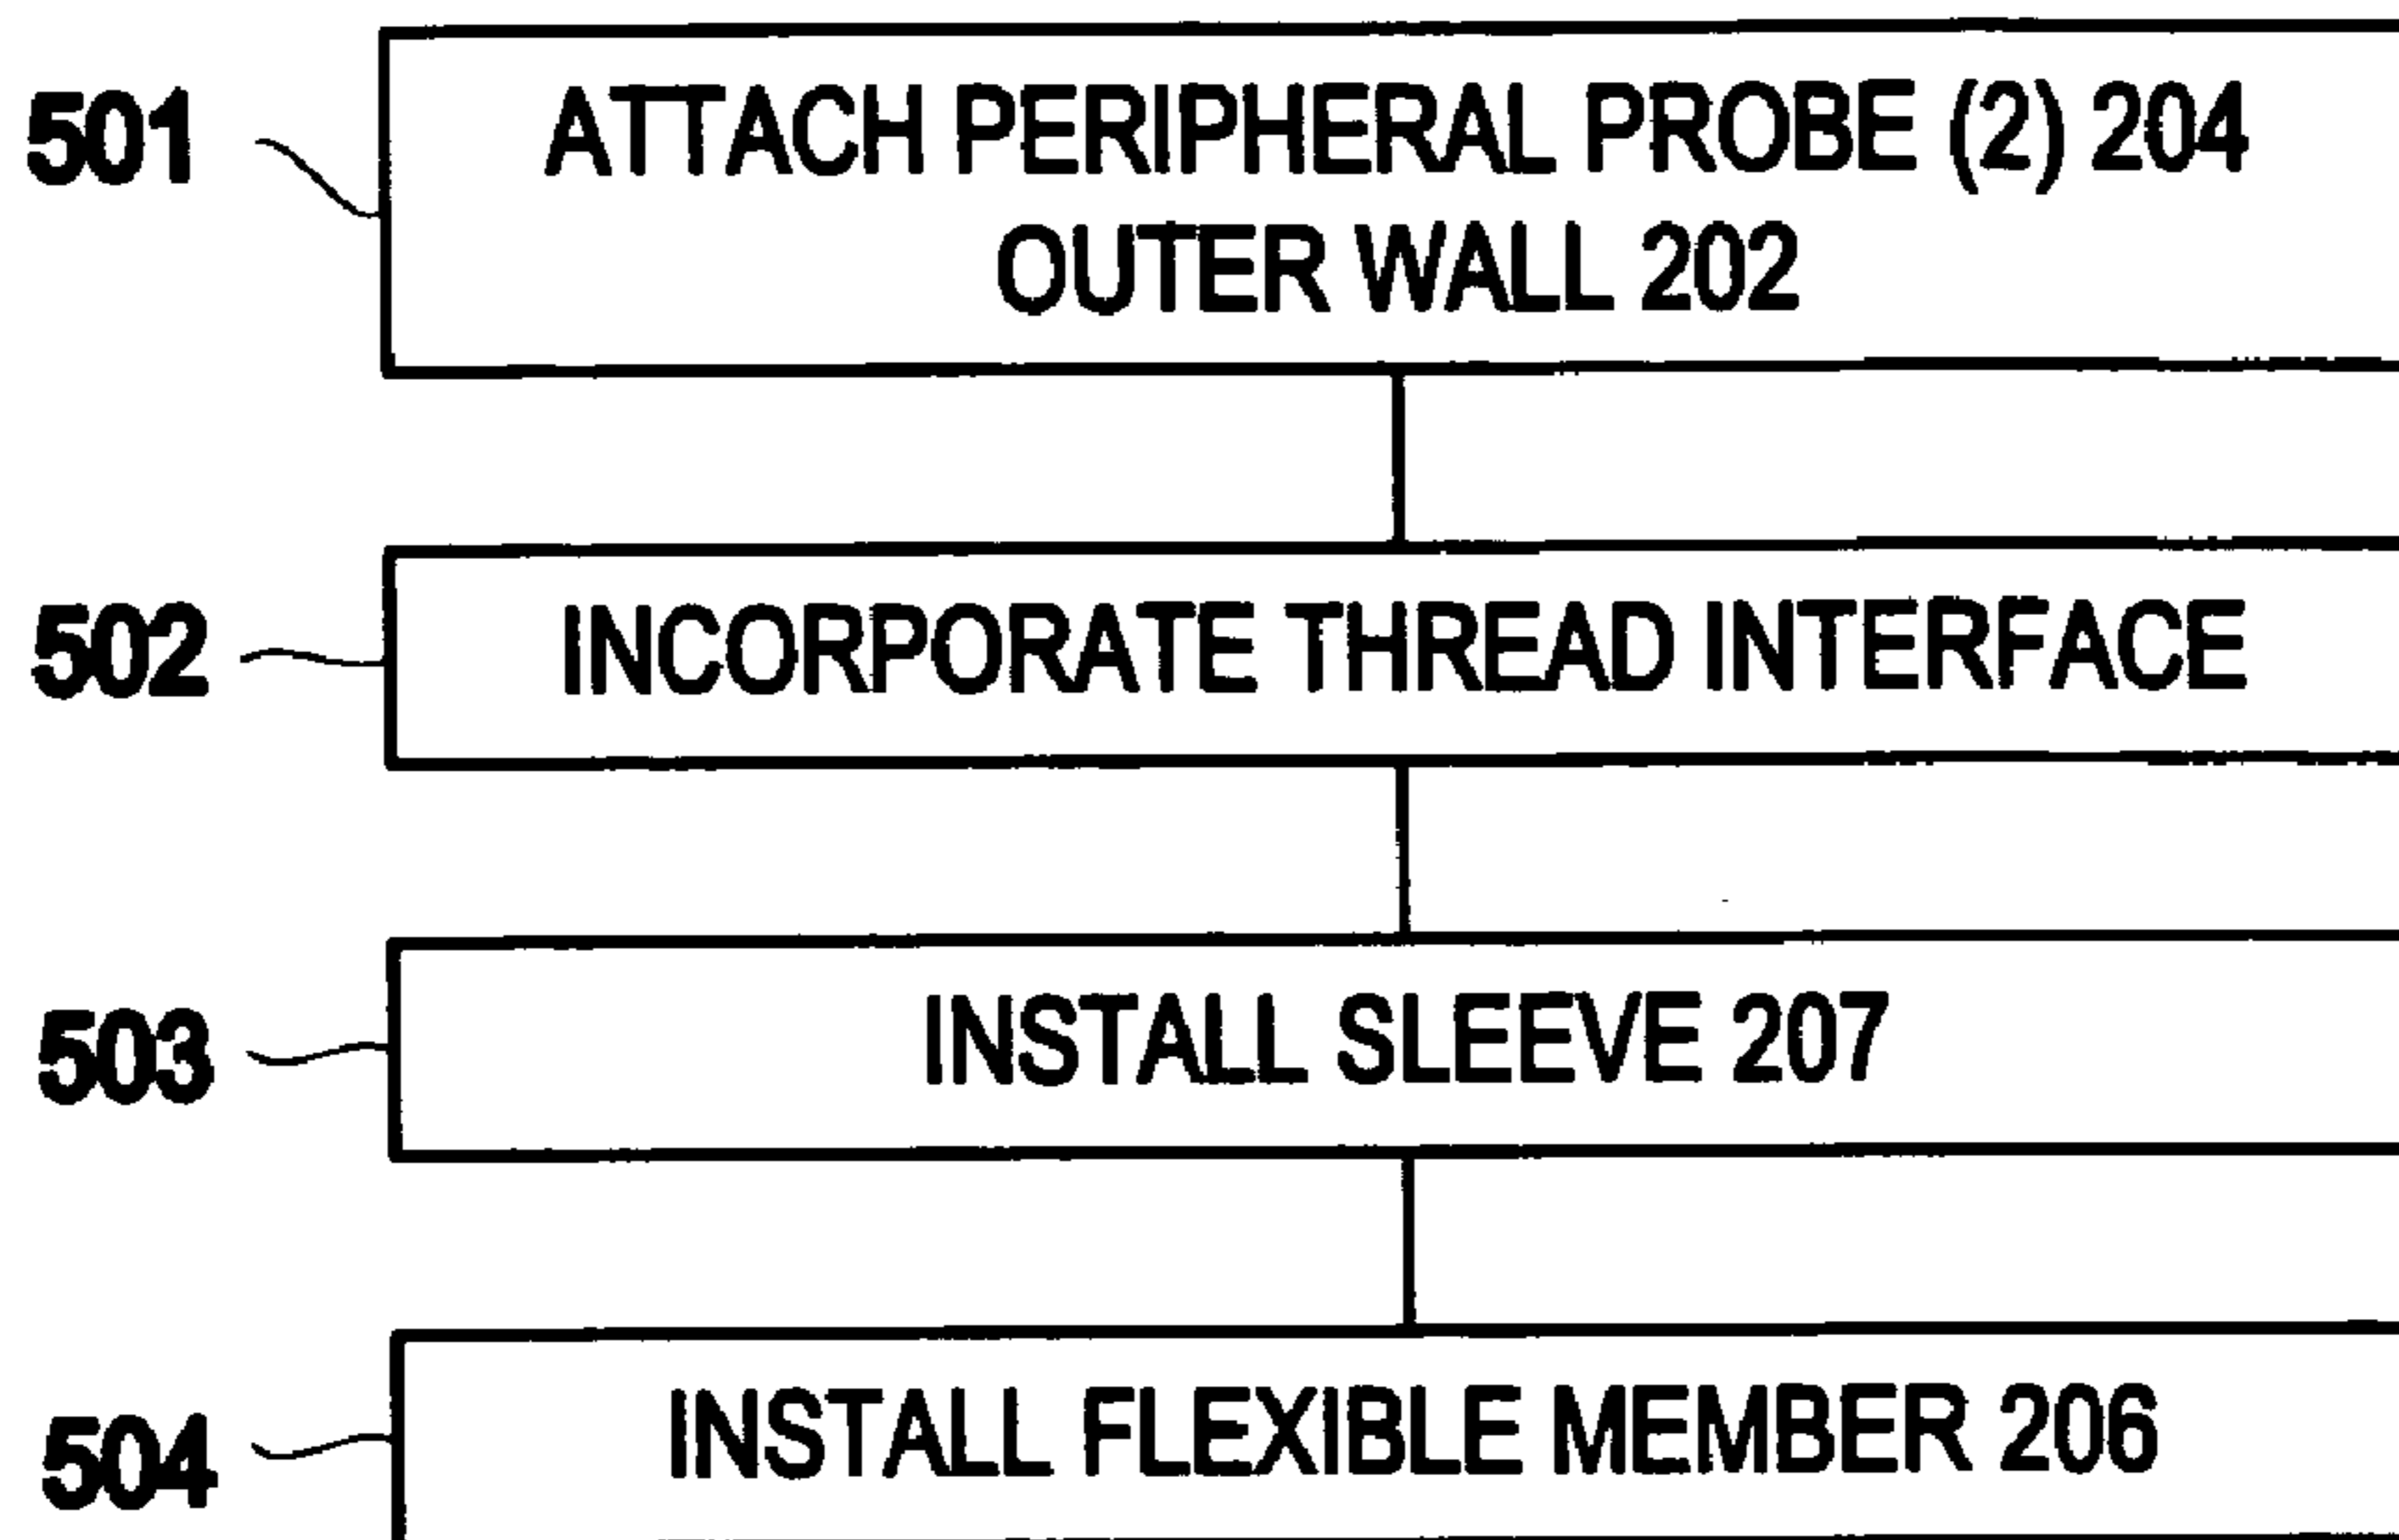 501
ATTACH PERIPHERAL PROBE (2) 204
OUTER WALL 202
502
INCORPORATE THREAD INTERFACE
503
INSTALL SLEEVE 207
504
INSTALL FLEXIBLE MEMBER 206